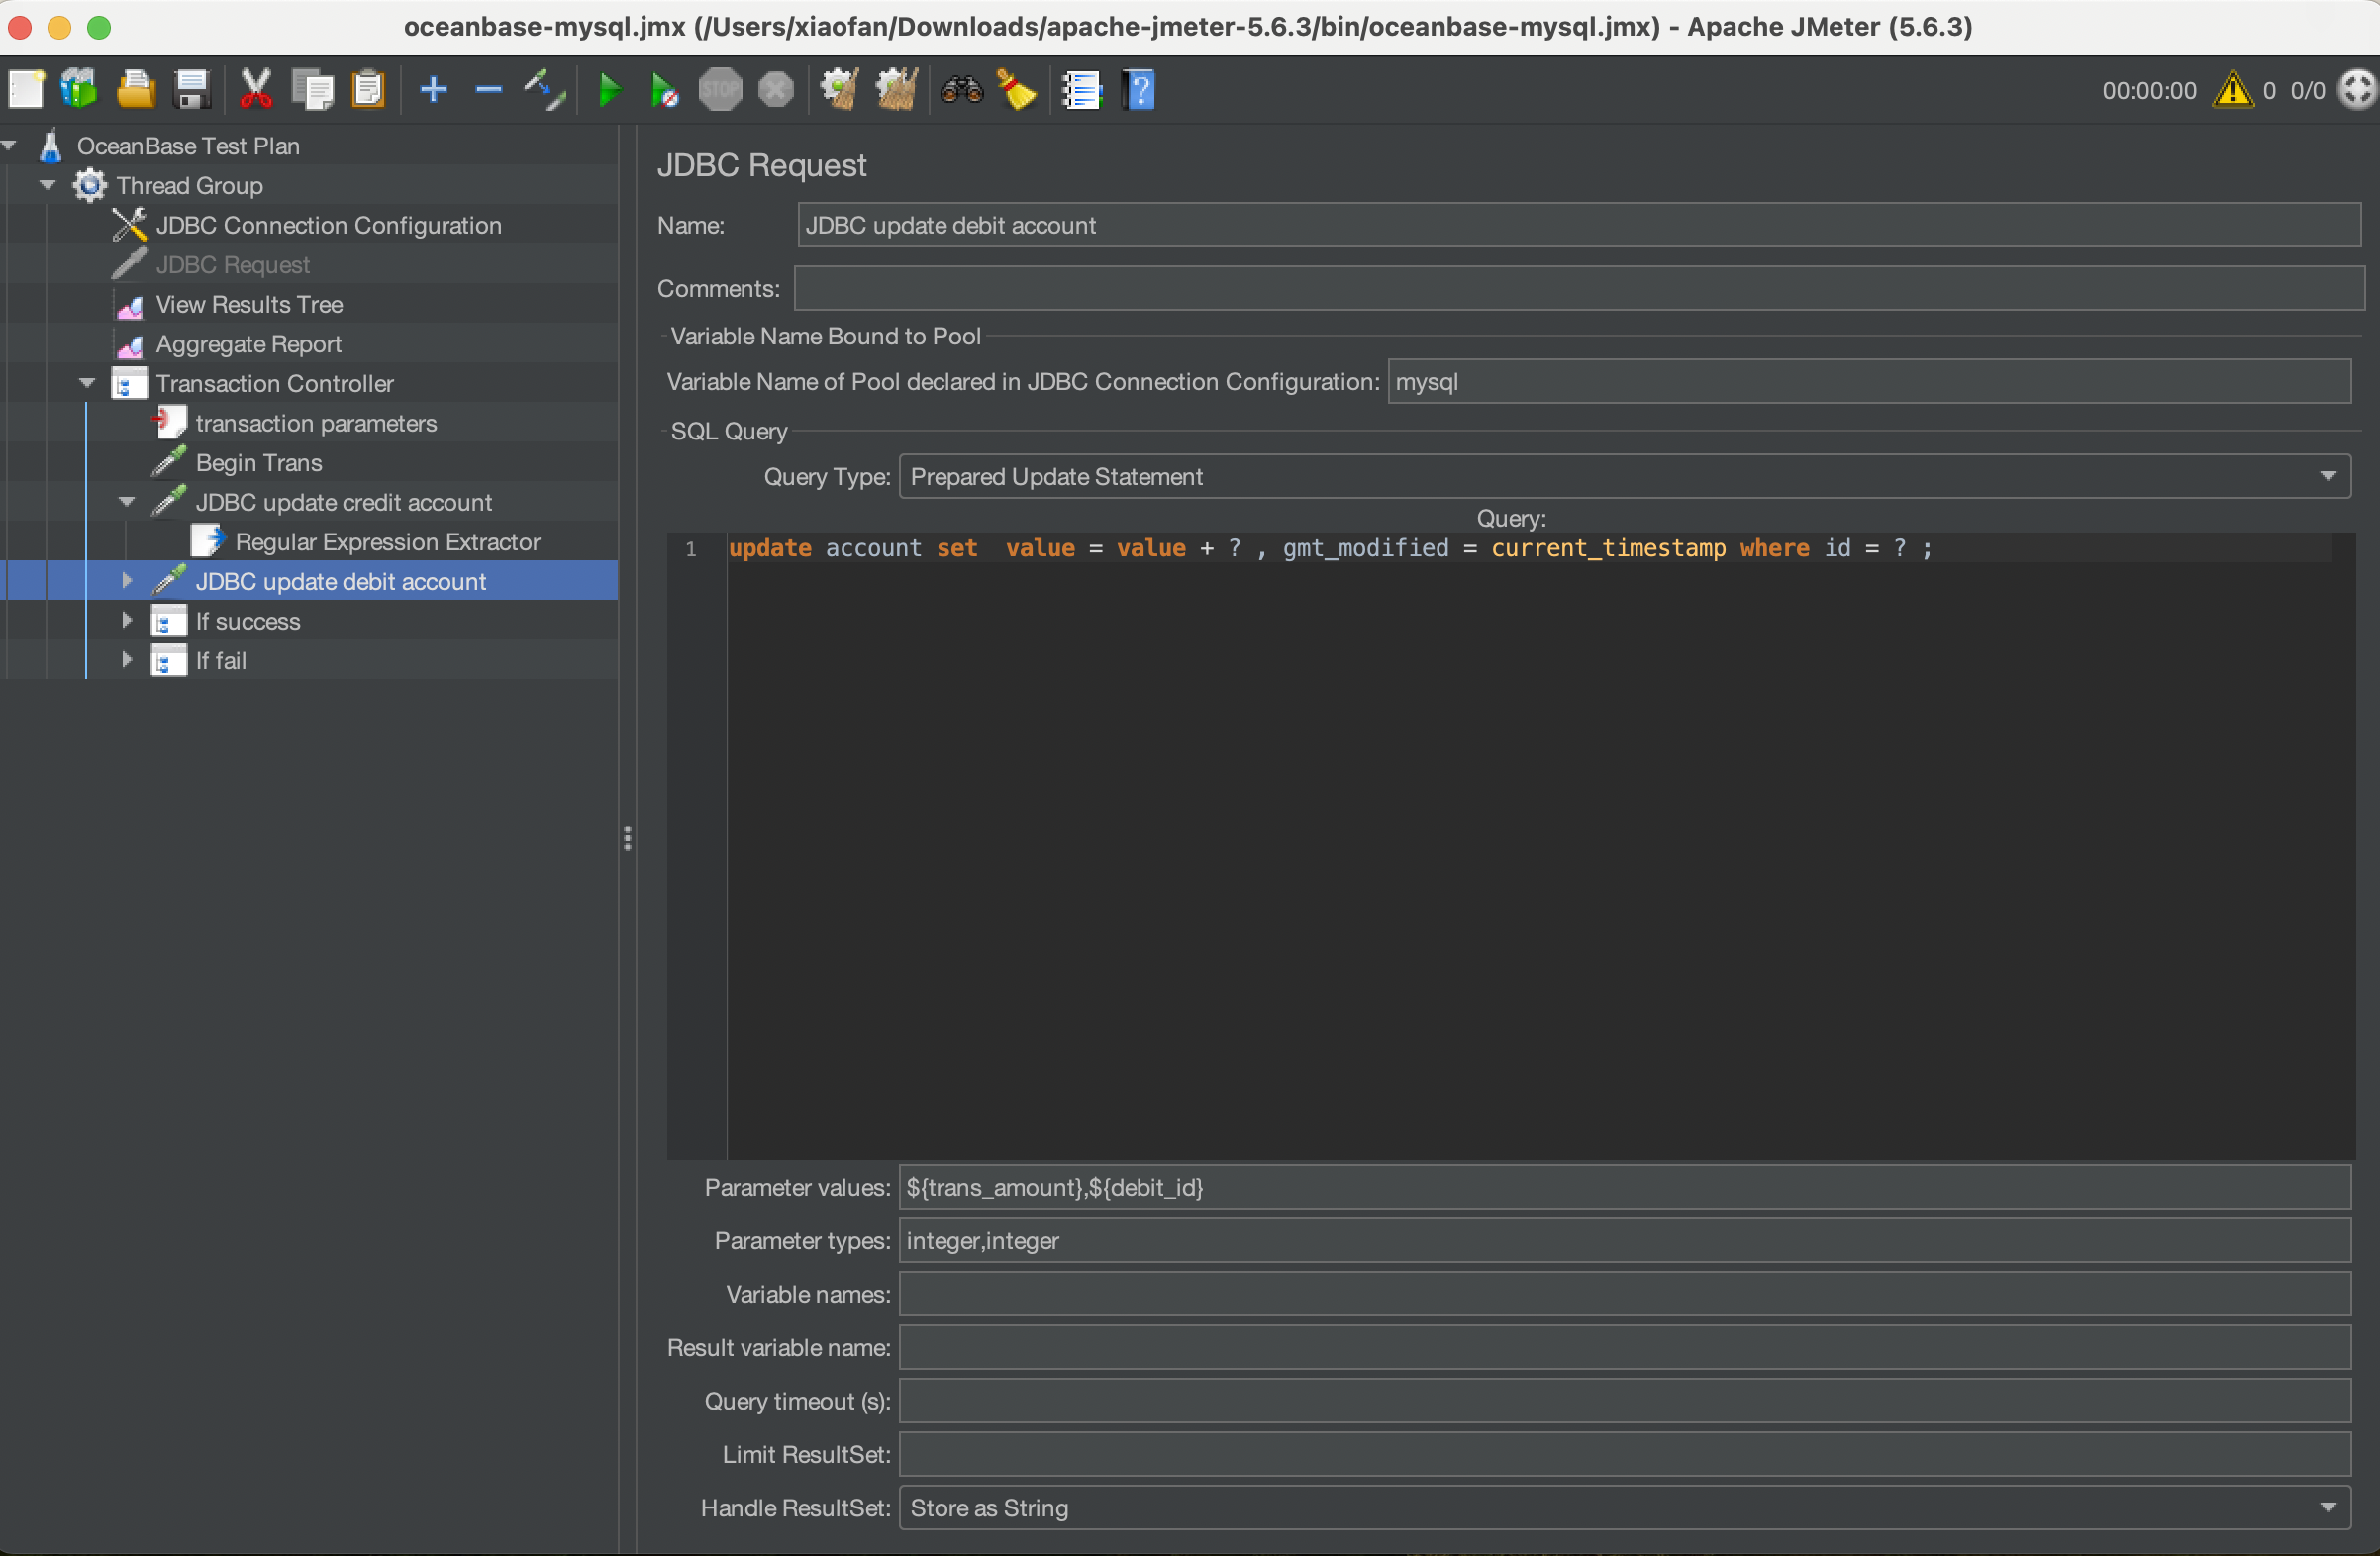 oceanbase-mysql.jmx (/Users/xiaofan/Downloads/apache-jmeter-5.6.3/bin/oceanbase-mysql.jmx) - Apache JMeter (5.6.3)
STOP
00:00:00 0 0/0
OceanBase Test Plan
Thread Group
JDBC Connection Configuration
JDBC Request
View Results Tree
Aggregate Report
Transaction Controller
transaction parameters
Begin Trans
JDBC update credit account
Regular Expression Extractor
JDBC update debit account
If success
If fail
JDBC Request
Name: JDBC update debit account
Comments:
Variable Name Bound to Pool
Variable Name of Pool declared in JDBC Connection Configuration: mysql
SQL Query
Query Type: Prepared Update Statement
Query:
1 update account set  value = value + ? , gmt_modified = current_timestamp where id = ? ;
Parameter values: ${trans_amount},${debit_id}
Parameter types: integer,integer
Variable names:
Result variable name:
Query timeout (s):
Limit ResultSet:
Handle ResultSet: Store as String